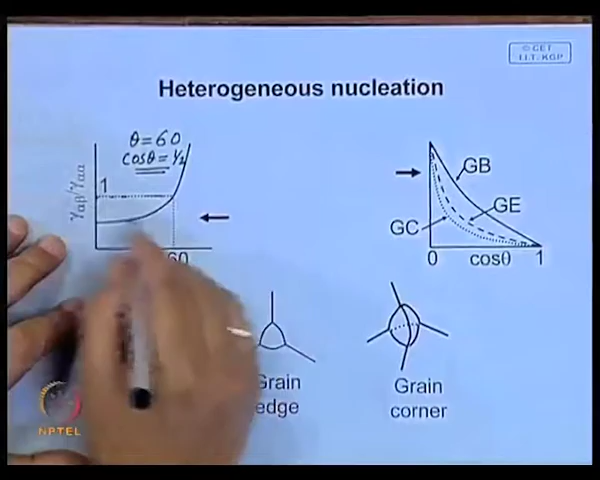 © CET
I.I.T. KGP
Heterogeneous nucleation
θ=60
cosθ=1/2
1
γαβ/γαα
60
GB
GE
GC
0 cosθ 1
Grain
edge
Grain
corner
NPTEL